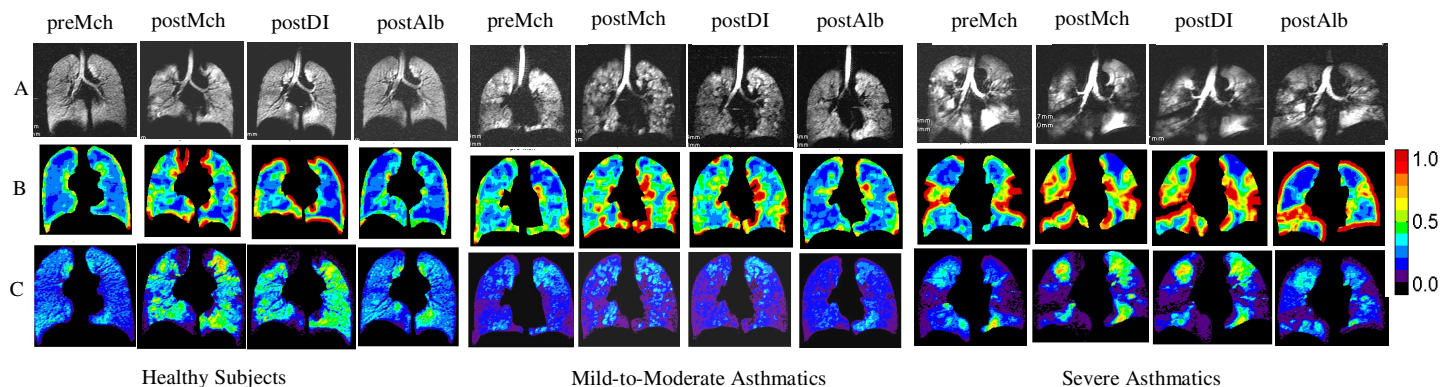 preMch postMch postDI postAlb preMch postMch postDI postAlb preMch postMch postDI postAlb
A
B
C
1.0
0.5
0.0
Healthy Subjects Mild-to-Moderate Asthmatics Severe Asthmatics